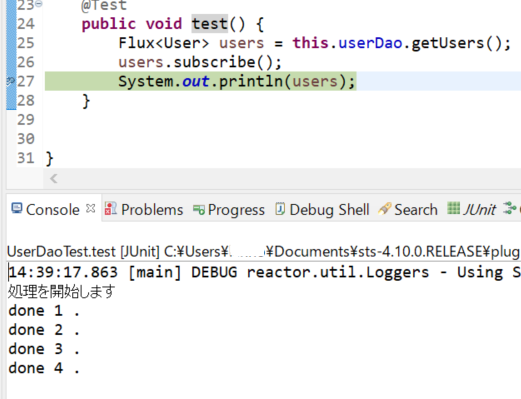 23 @Test
24 public void test() {
25 Flux<User> users = this.userDao.getUsers();
26 users.subscribe();
27 System.out.println(users);
28 }
29
30
31 }
Console Problems Progress Debug Shell Search JUnit
UserDaoTest.test [JUnit] C:¥Users¥ ¥Documents¥sts-4.10.0.RELEASE¥plug
14:39:17.863 [main] DEBUG reactor.util.Loggers - Using S
処理を開始します
done 1 .
done 2 .
done 3 .
done 4 .